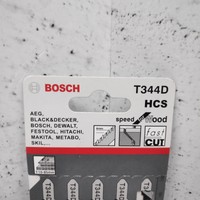 BOSCH
T344D
HCS
AEG,
BLACK&DECKER,
BOSCH, DEWALT,
FESTOOL, HITACHI,
MAKITA, METABO,
SKIL,...
speed for Wood
fast
CUT